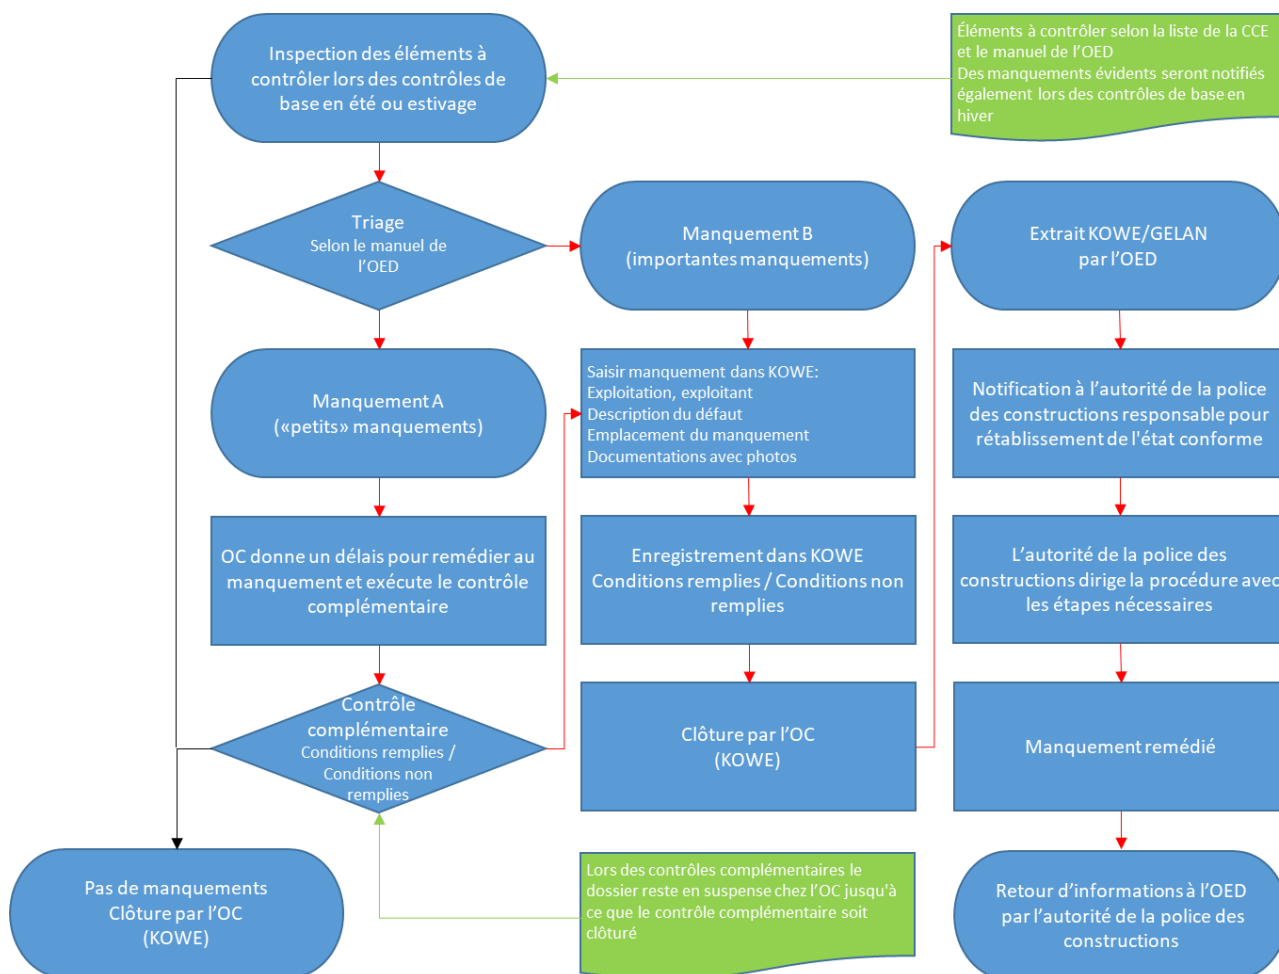 Inspection des éléments à
contrôler lors des contrôles de
base en été ou estivage
Éléments à contrôler selon la liste de la CCE
et le manuel de l'OED
Des manquements évidents seront notifiés
également lors des contrôles de base en
hiver
Triage
Selon le manuel de
l'OED
Manquement B
(importantes manquements)
Extrait KOWE/GELAN
par l'OED
Manquement A
(«petits» manquements)
Saisir manquement dans KOWE:
Exploitation, exploitant
Description du défaut
Emplacement du manquement
Documentations avec photos
Notification à l'autorité de la police
des constructions responsable pour
rétablissement de l'état conforme
OC donne un délais pour remédier au
manquement et exécute le contrôle
complémentaire
Enregistrement dans KOWE
Conditions remplies / Conditions non
remplies
L'autorité de la police des
constructions dirige la procédure avec
les étapes nécessaires
Contrôle
complémentaire
Conditions remplies /
Conditions non
remplies
Clôture par l'OC
(KOWE)
Manquement remédié
Pas de manquements
Clôture par l'OC
(KOWE)
Lors des contrôles complémentaires le
dossier reste en suspense chez l'OC jusqu'à
ce que le contrôle complémentaire soit
clôturé
Retour d'informations à l'OED
par l'autorité de la police des
constructions